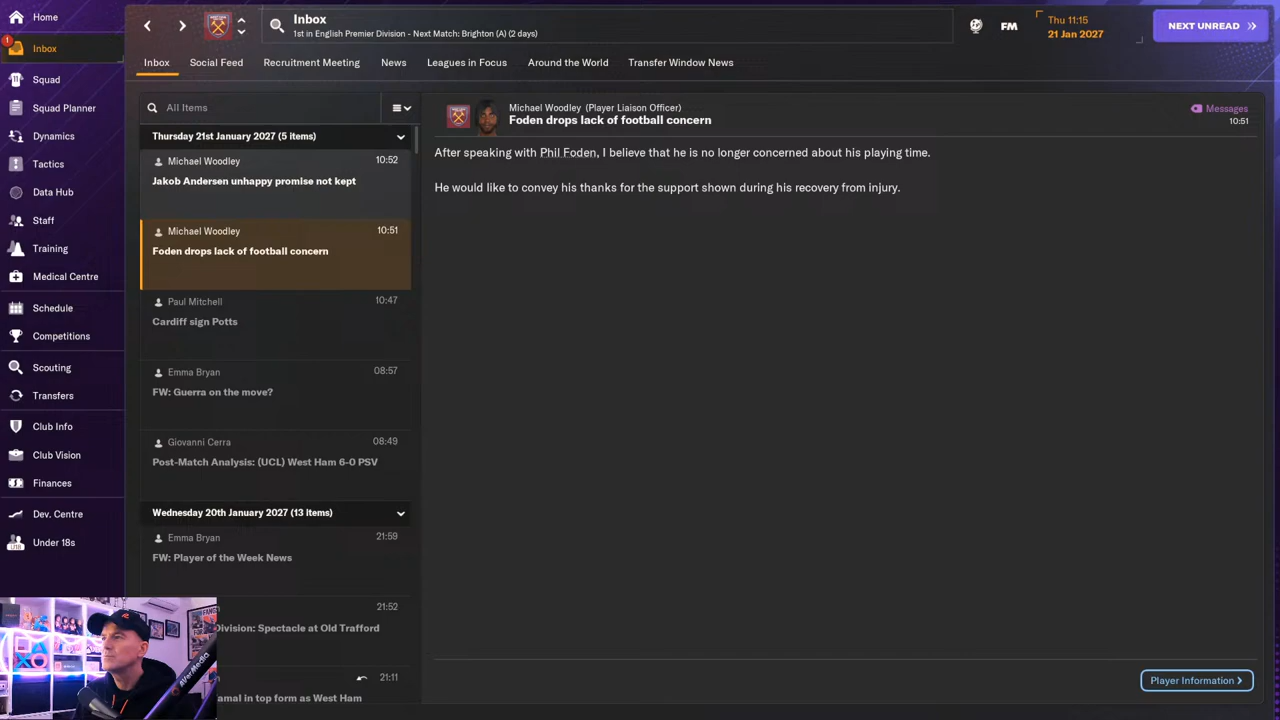 Home
1
Inbox
Squad
Squad Planner
Dynamics
Tactics
Data Hub
Staff
Training
Medical Centre
Schedule
Competitions
Scouting
Transfers
Club Info
Club Vision
Finances
Dev. Centre
Under 18s
Inbox
1st in English Premier Division - Next Match: Brighton (A) (2 days)
FM
Thu 11:15
21 Jan 2027
NEXT UNREAD
Inbox
Social Feed
Recruitment Meeting
News
Leagues in Focus
Around the World
Transfer Window News
All Items
Thursday 21st January 2027 (5 items)
Michael Woodley 10:52
Jakob Andersen unhappy promise not kept
Michael Woodley 10:51
Foden drops lack of football concern
Paul Mitchell 10:47
Cardiff sign Potts
Emma Bryan 08:57
FW: Guerra on the move?
Giovanni Cerra 08:49
Post-Match Analysis: (UCL) West Ham 6-0 PSV
Wednesday 20th January 2027 (13 items)
Emma Bryan 21:59
FW: Player of the Week News
21:52
Division: Spectacle at Old Trafford
21:11
amal in top form as West Ham
Michael Woodley (Player Liaison Officer)
Foden drops lack of football concern
Messages
10:51
After speaking with Phil Foden, I believe that he is no longer concerned about his playing time.
He would like to convey his thanks for the support shown during his recovery from injury.
Player Information
AVerMedia